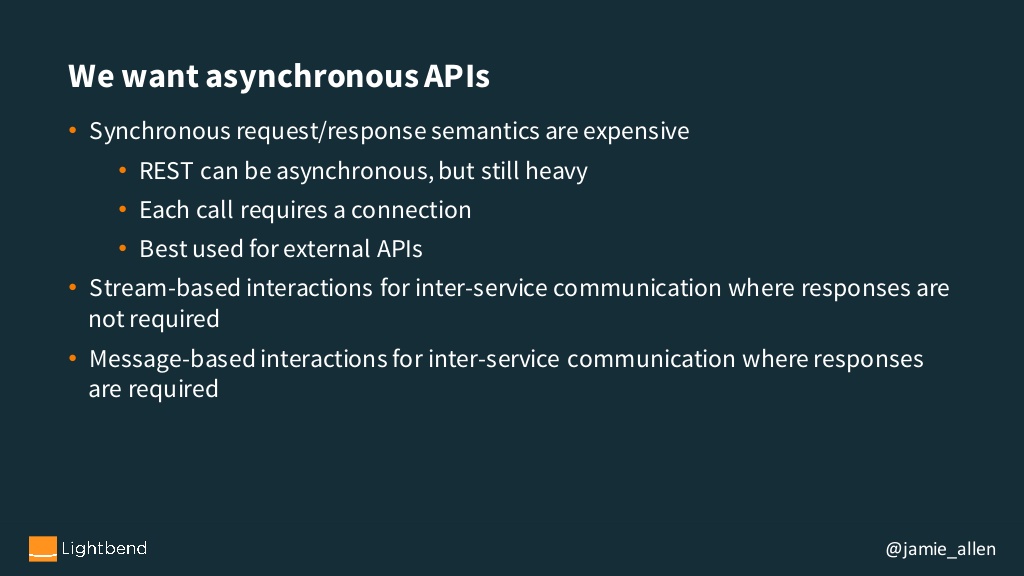 We want asynchronous APIs
• Synchronous request/response semantics are expensive
• REST can be asynchronous, but still heavy
• Each call requires a connection
• Best used for external APIs
• Stream-based interactions for inter-service communication where responses are
not required
• Message-based interactions for inter-service communication where responses
are required
Lightbend
@jamie_allen